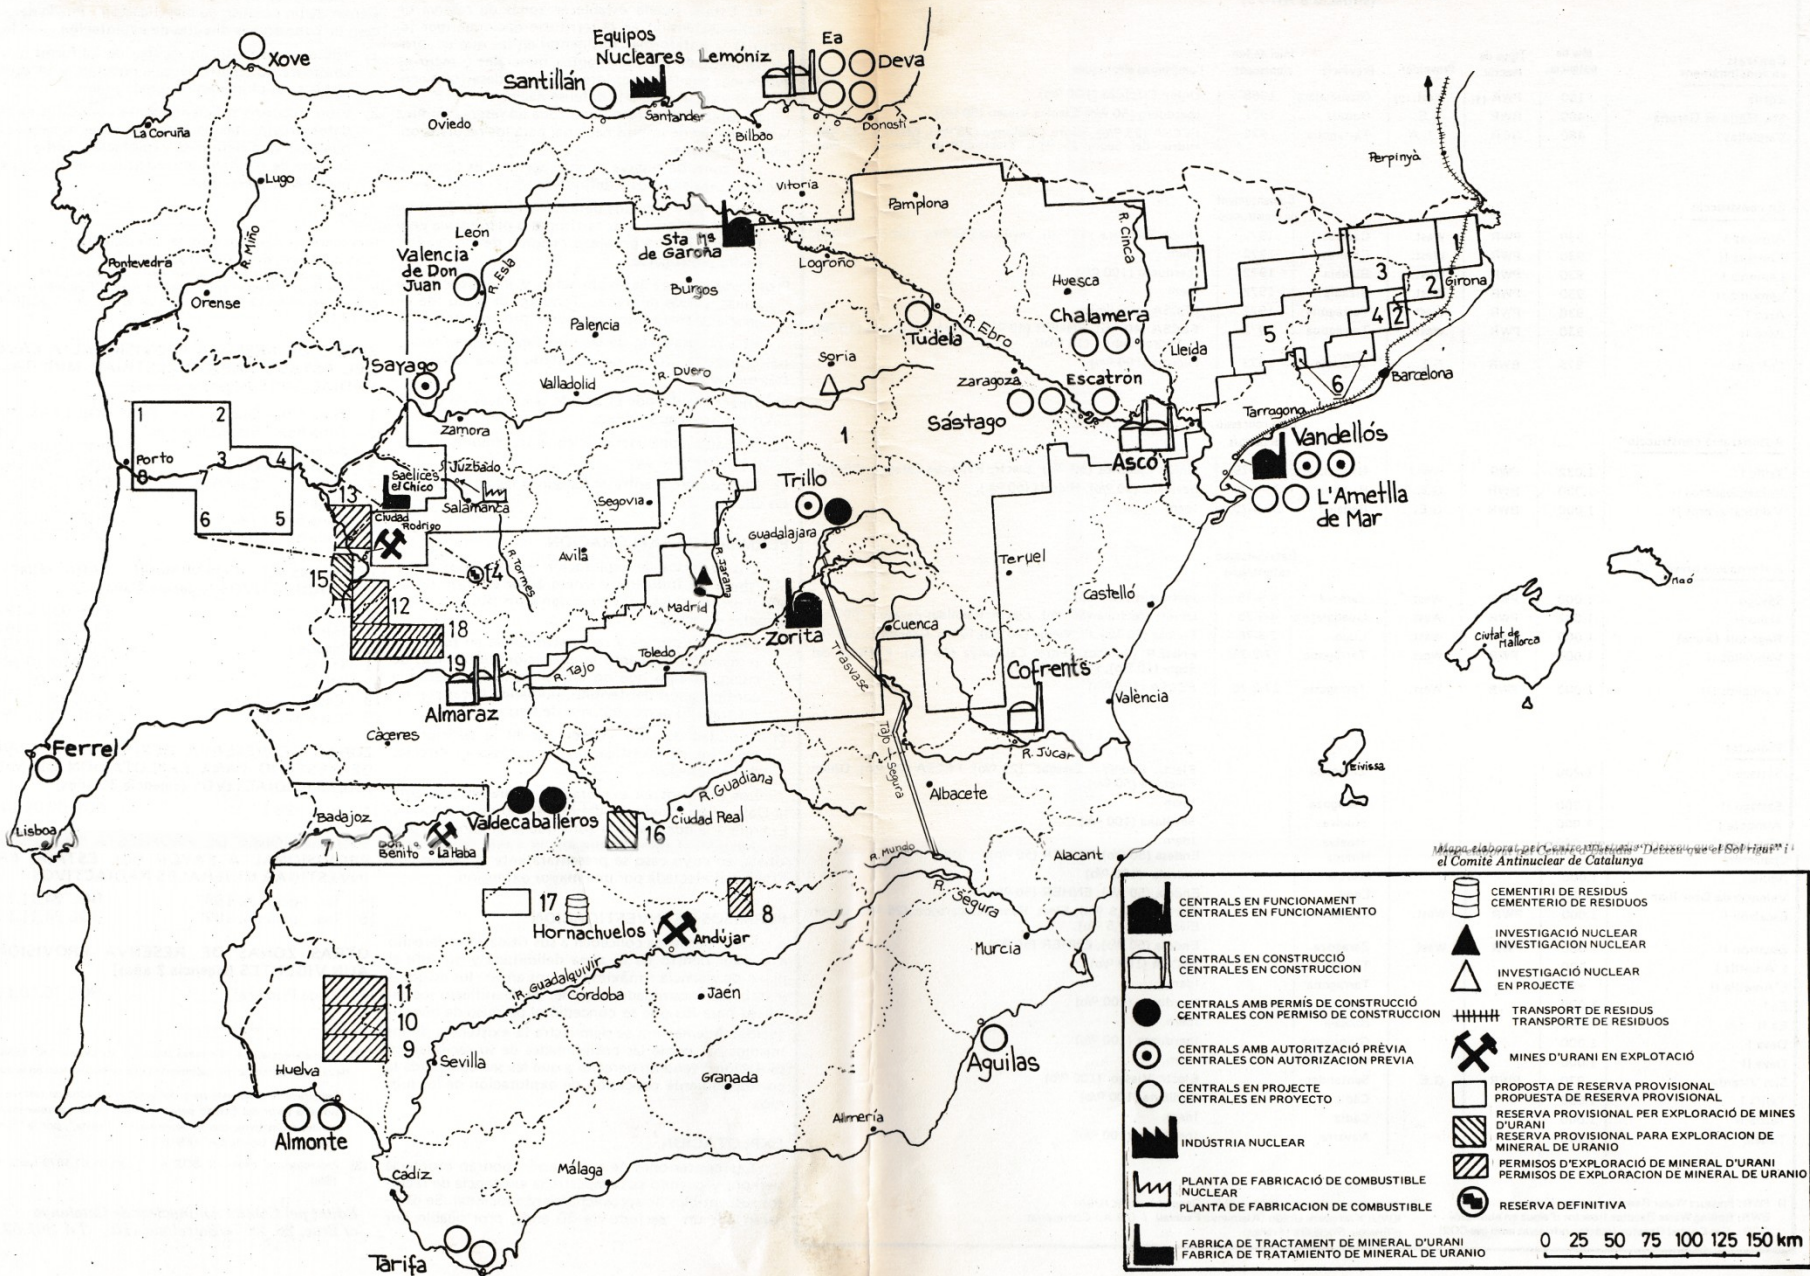 Xove
Equipos
Nucleares
Lemóniz
Ea
Deva
Santillán
Santander
Bilbao
Donosti
La Coruña
Oviedo
Perpinyà
Lugo
Vitoria
Pamplona
R. Miño
León
Sta Mª
de Garoña
Logroño
R. Cinca
Valencia
de Don
Juan
R. Esla
Pontevedra
Orense
Burgos
Huesca
1
3
2
Girona
Palencia
Tudela
R. Ebro
Chalamera
4
2
5
Lleida
Soria
Sayago
Valladolid
R. Duero
Zaragoza
Escatrón
6
Barcelona
Zamora
Sástago
Tarragona
1
2
1
Porto
3
4
8
7
6
5
Juzbado
Saelices
el Chico
Salamanca
Segovia
Trillo
Ascó
Vandellós
L'Ametlla
de Mar
13
Ciudad
Rodrigo
R. Tormes
Avila
Guadalajara
R. Jarama
Teruel
15
14
Madrid
Castelló
Maó
12
Zorita
Cuenca
Ciutat de
Mallorca
18
19
R. Tajo
Toledo
Trasvase
Cofrents
València
Almaraz
Càceres
Tajo - Segura
R. Júcar
Eivissa
Ferrel
Albacete
R. Guadiana
Badajoz
Valdecaballeros
16
Ciudad Real
Lisboa
7
Don
Benito
La Haba
R. Mundo
Alacant
17
Hornachuelos
8
R. Segura
Andújar
Murcia
R. Guadalquivir
Córdoba
Jaén
11
10
9
Aguilas
Sevilla
Huelva
Granada
Almonte
Almería
Cádiz
Málaga
Tarifa
"Deixeu que el Sol rigui" i
el Comite Antinuclear de Catalunya
CENTRALS EN FUNCIONAMENT
CENTRALES EN FUNCIONAMIENTO
CENTRALS EN CONSTRUCCIÓ
CENTRALES EN CONSTRUCCION
CENTRALS AMB PERMÍS DE CONSTRUCCIÓ
CENTRALES CON PERMISO DE CONSTRUCCION
CENTRALS AMB AUTORITZACIÓ PRÈVIA
CENTRALES CON AUTORIZACIÓN PREVIA
CENTRALS EN PROJECTE
CENTRALES EN PROYECTO
INDÚSTRIA NUCLEAR
PLANTA DE FABRICACIÓ DE COMBUSTIBLE
NUCLEAR
PLANTA DE FABRICACION DE COMBUSTIBLE
FABRICA DE TRACTAMENT DE MINERAL D'URANI
FABRICA DE TRATAMIENTO DE MINERAL DE URANIO
CEMENTIRI DE RESIDUS
CEMENTERIO DE RESIDUOS
INVESTIGACIÓ NUCLEAR
INVESTIGACION NUCLEAR
INVESTIGACIÓ NUCLEAR
EN PROJECTE
TRANSPORT DE RESIDUS
TRANSPORTE DE RESIDUOS
MINES D'URANI EN EXPLOTACIÓ
PROPOSTA DE RESERVA PROVISIONAL
PROPUESTA DE RESERVA PROVISIONAL
RESERVA PROVISIONAL PER EXPLORACIÓ DE MINES
D'URANI
RESERVA PROVISIONAL PARA EXPLORACION DE
MINERAL DE URANIO
PERMISOS D'EXPLORACIÓ DE MINERAL D'URANI
PERMISOS DE EXPLORACION DE MINERAL DE URANIO
RESERVA DEFINITIVA
0 25 50 75 100 125 150 km